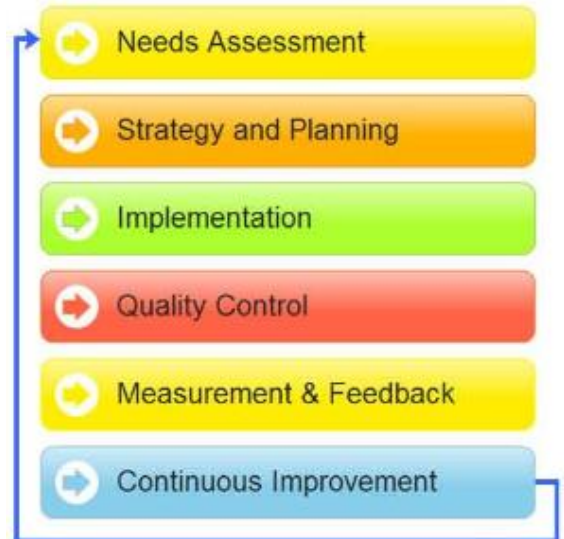 Needs Assessment
Strategy and Planning
Implementation
Quality Control
Measurement & Feedback
Continuous Improvement